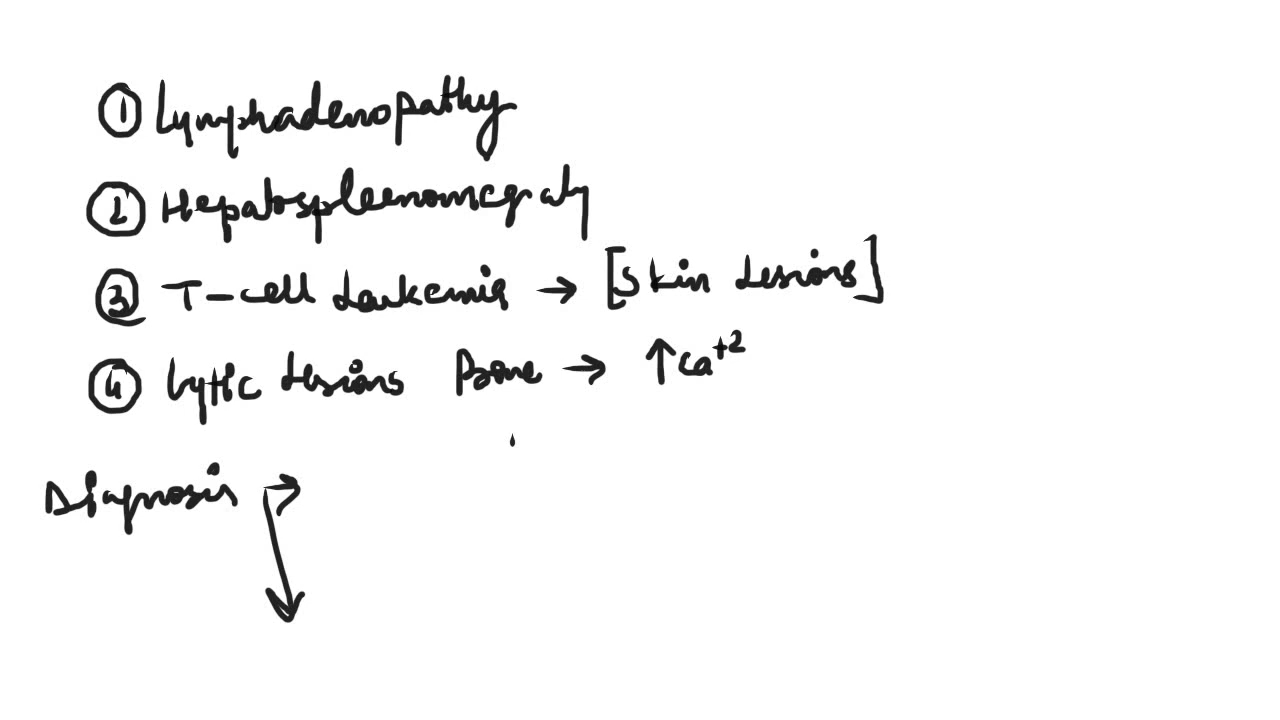 ① Lymphadenopathy
② Hepatospleenomegaly
③ T-cell Leukemia → [Skin Lesions]
④ Lytic Lesions Bone → ↑Ca+2
Diagnosis →